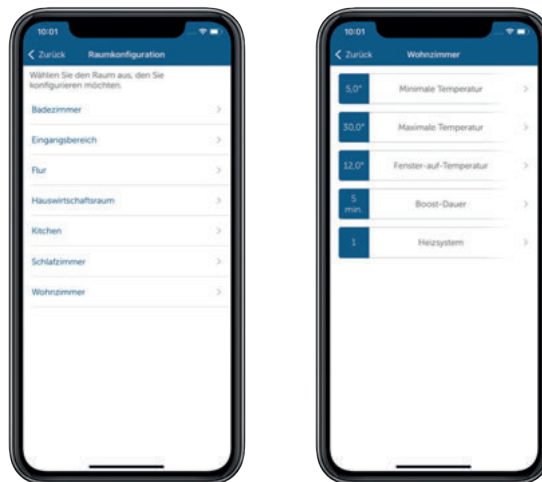 10:01
Zurück Raumkonfiguration
Wählen Sie den Raum aus, den Sie
konfigurieren möchten.
Badezimmer
Eingangsbereich
Flur
Hauswirtschaftsraum
Kitchen
Schlafzimmer
Wohnzimmer
10:01
Zurück Wohnzimmer
5,0° Minimale Temperatur
30,0° Maximale Temperatur
12,0° Fenster-auf-Temperatur
5
min. Boost-Dauer
1 Heizsystem